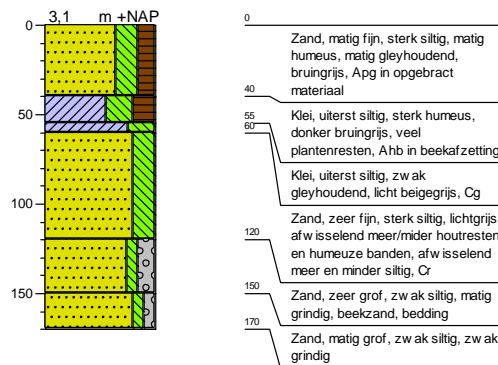 3,1 m +NAP
0
50
100
150
0
Zand, matig fijn, sterk siltig, matig
humeus, matig gleyhoudend,
bruingrijs, Apg in opgebract
materiaal
40
Klei, uiterst siltig, sterk humeus,
donker bruingrijs, veel
plantenresten, Ahb in beekafzetting
55
Klei, uiterst siltig, zwak
gleyhoudend, licht beigegrijs, Cg
60
Zand, zeer fijn, sterk siltig, lichtgrijs
afwisselend meer/mider houtresten
en humeuze banden, afwisselend
meer en minder siltig, Cr
120
Zand, zeer grof, zwak siltig, matig
grindig, beekzand, bedding
150
Zand, matig grof, zwak siltig, zwak
grindig
170